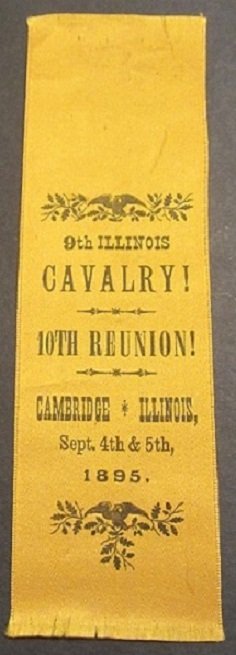 9th ILLINOIS
CAVALRY!
10TH REUNION!
CAMBRIDGE * ILLINOIS,
Sept. 4th & 5th,
1895.